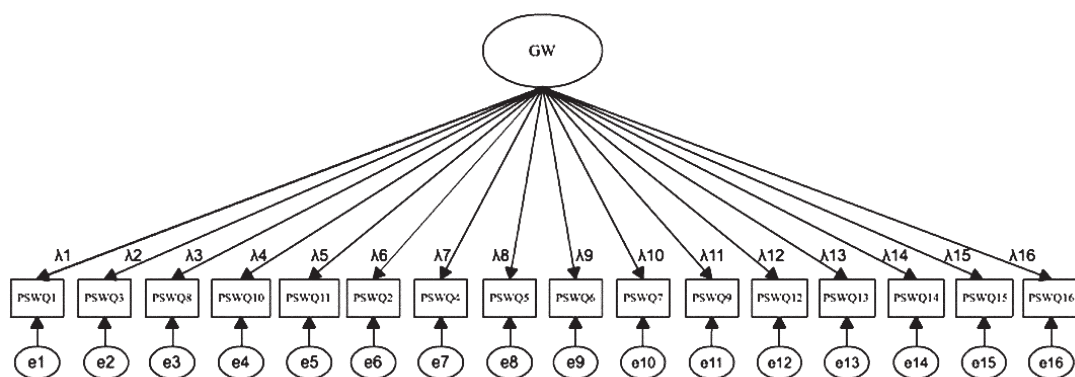 GW
λ1 λ2 λ3 λ4 λ5 λ6 λ7 λ8 λ9 λ10 λ11 λ12 λ13 λ14 λ15 λ16
PSWQ1 PSWQ3 PSWQ8 PSWQ10 PSWQ11 PSWQ2 PSWQ4 PSWQ5 PSWQ6 PSWQ7 PSWQ9 PSWQ12 PSWQ13 PSWQ14 PSWQ15 PSWQ16
e1 e2 e3 e4 e5 e6 e7 e8 e9 e10 e11 e12 e13 e14 e15 e16